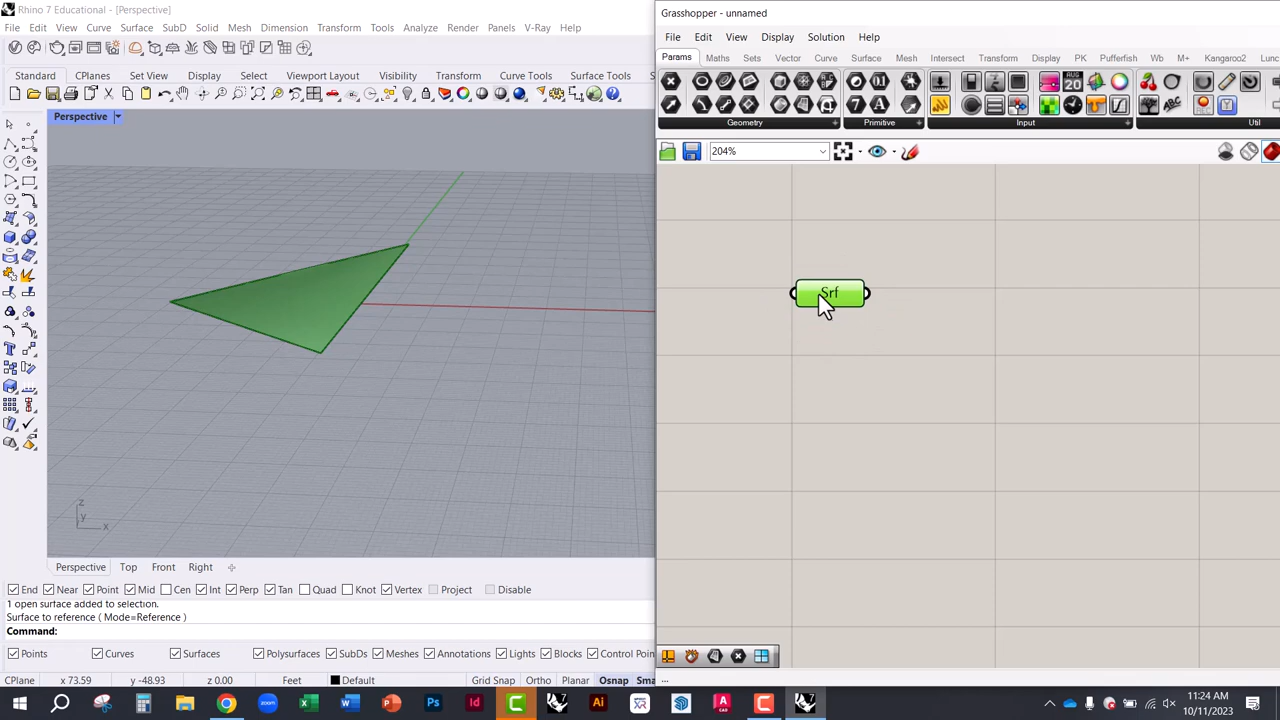 Rhino 7 Educational - [Perspective]
File Edit View Curve Surface SubD Solid Mesh Dimension Transform Tools Analyze Render Panels V-Ray Help
Standard CPlanes Set View Display Select Viewport Layout Visibility Transform Curve Tools Surface Tools
Perspective
z
y
x
Perspective Top Front Right
End Near Point Mid Cen Int Perp Tan Quad Knot Vertex Project Disable
1 open surface added to selection.
Surface to reference ( Mode=Reference )
Command:
Points Curves Surfaces Polysurfaces SubDs Meshes Annotations Lights Blocks Control Poin
CPlane x 73.59 y -48.93 z 0.00 Feet Default Grid Snap Ortho Planar Osnap Sma
Grasshopper - unnamed
File Edit View Display Solution Help
Params Maths Sets Vector Curve Surface Mesh Intersect Transform Display PK Pufferfish Wb M+ Kangaroo2 Lunc
Geometry Primitive Input Util
204%
Srf
...
11:24 AM
10/11/2023